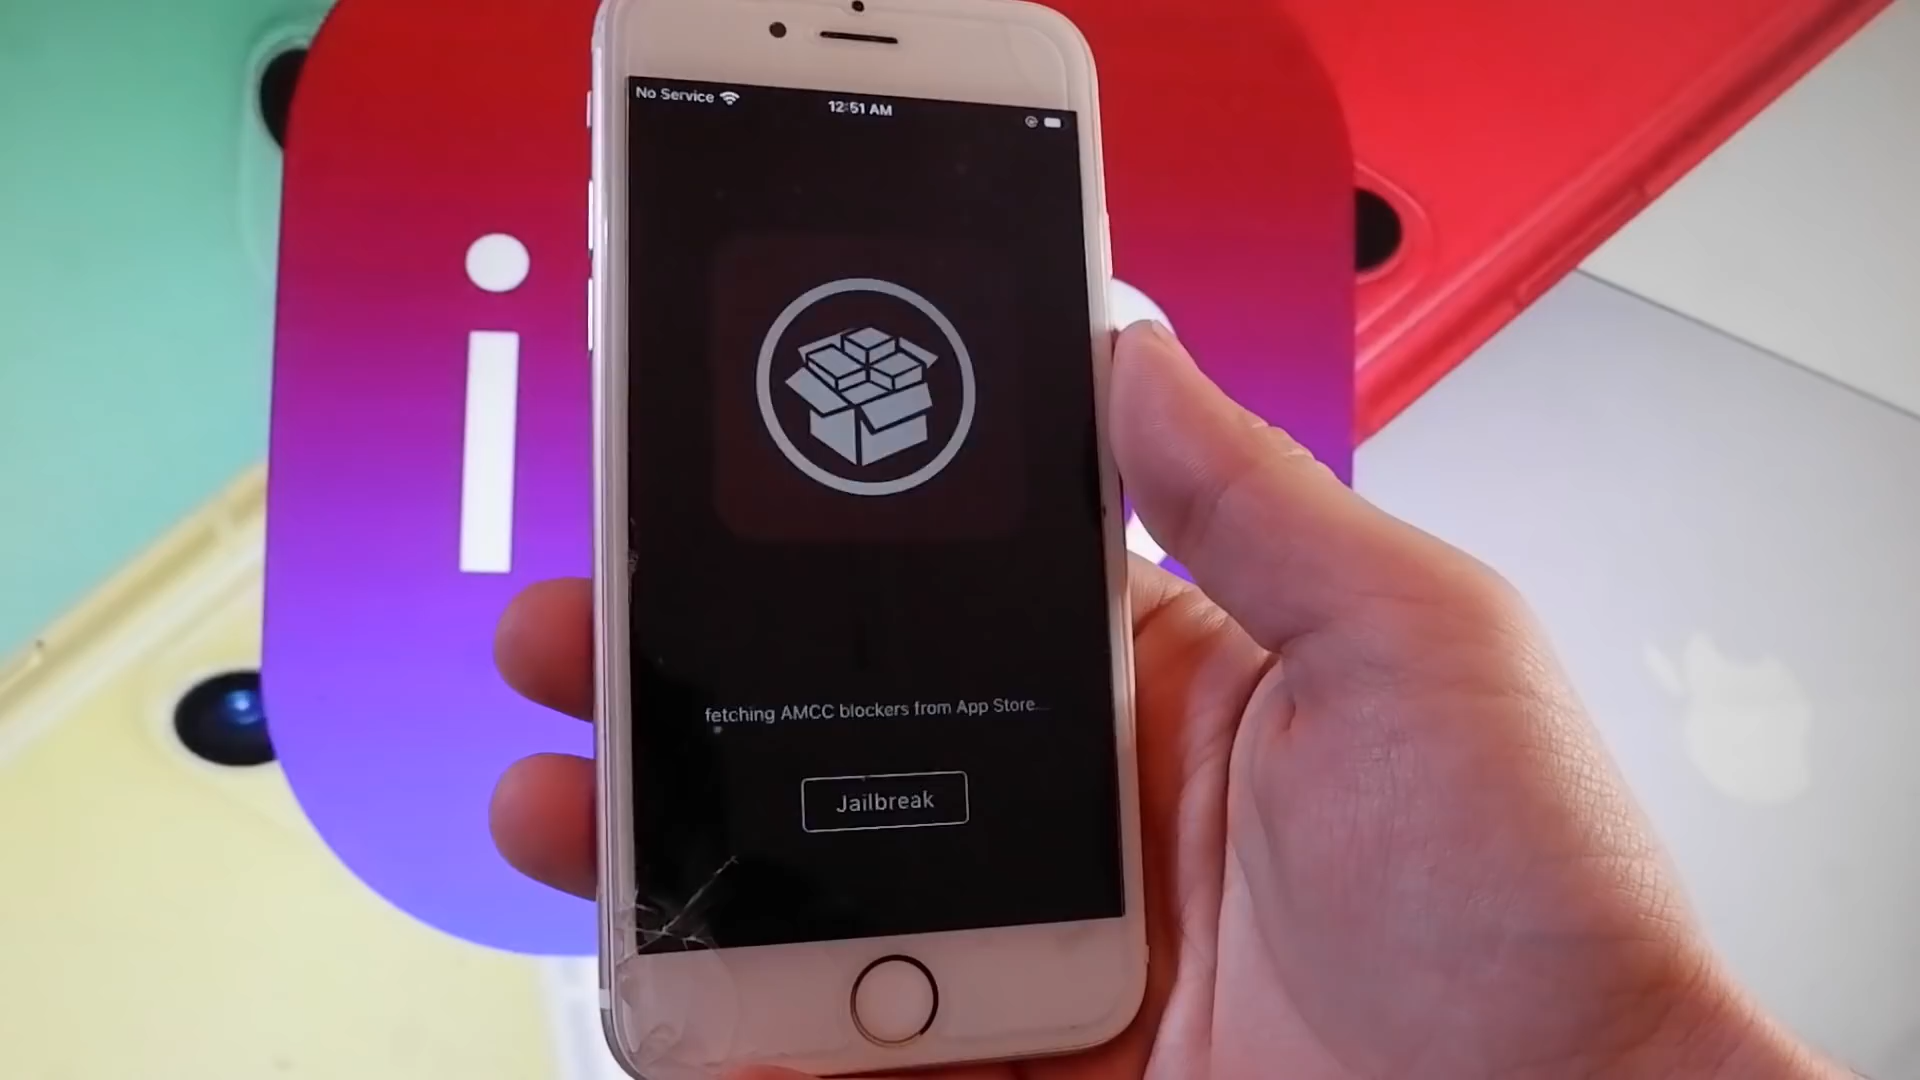 No Service
12:51 AM
i
fetching AMCC blockers from App Store...
Jailbreak